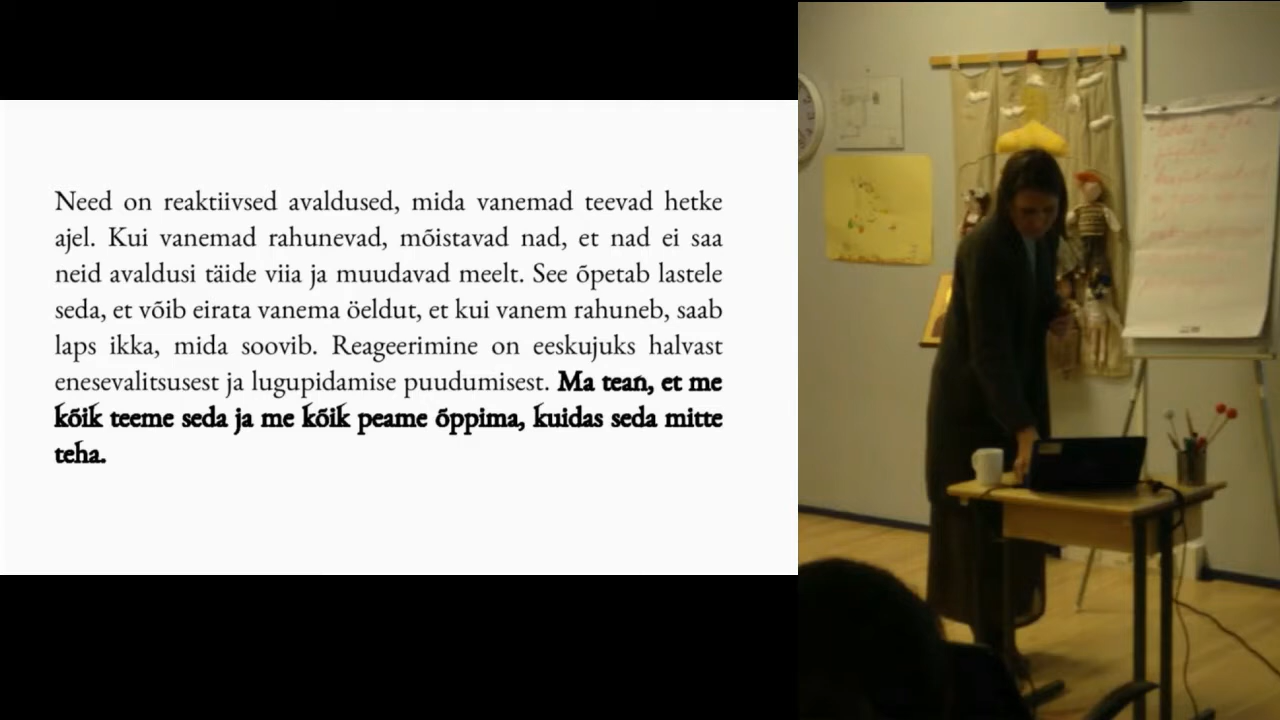 Need on reaktiivsed avaldused, mida vanemad teevad hetke
ajel. Kui vanemad rahunevad, mõistavad nad, et nad ei saa
neid avaldusi täide viia ja muudavad meelt. See õpetab lastele
seda, et võib eirata vanema öeldut, et kui vanem rahuneb, saab
laps ikka, mida soovib. Reageerimine on eeskujuks halvast
enesevalitsusest ja lugupidamise puudumisest. Ma tean, et me
kõik teeme seda ja me kõik peame õppima, kuidas seda mitte
teha.